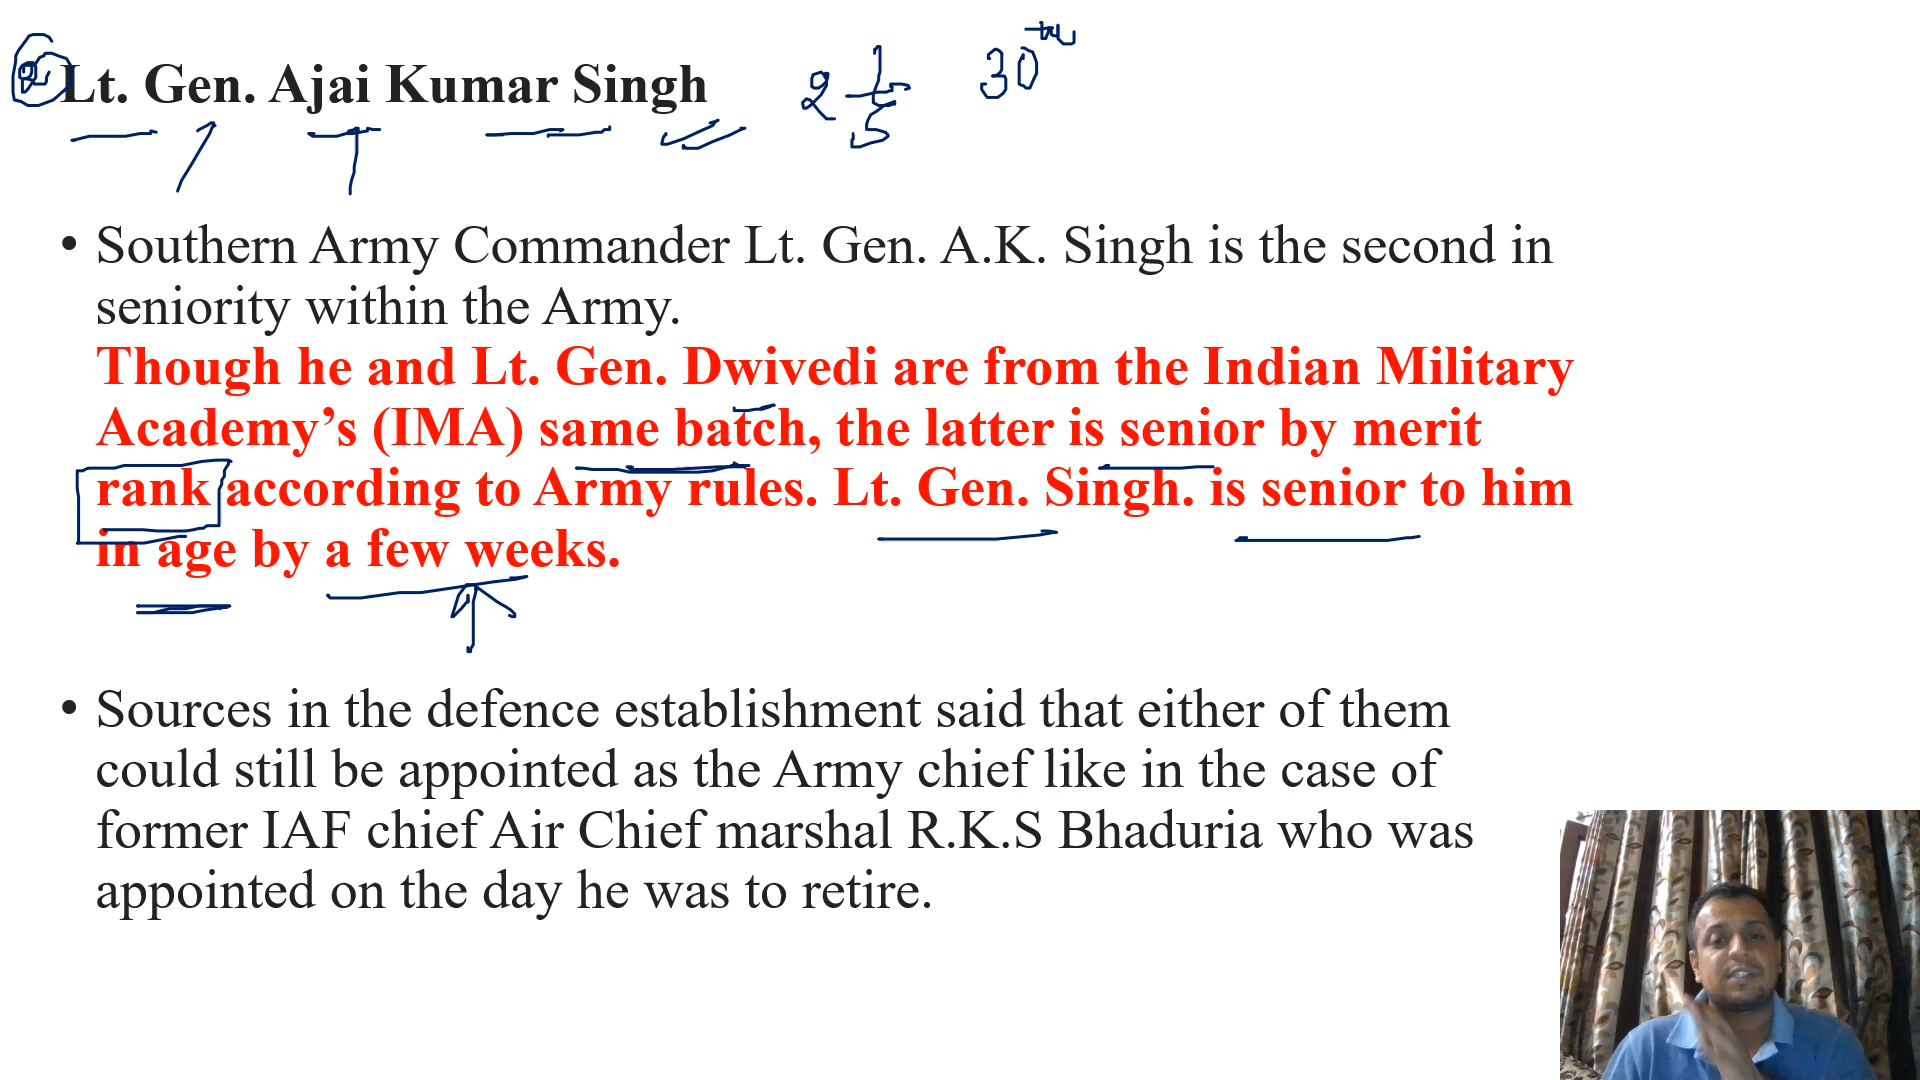 2 Lt. Gen. Ajai Kumar Singh 2 1/5 30
• Southern Army Commander Lt. Gen. A.K. Singh is the second in
seniority within the Army.
Though he and Lt. Gen. Dwivedi are from the Indian Military
Academy’s (IMA) same batch, the latter is senior by merit
rank according to Army rules. Lt. Gen. Singh. is senior to him
in age by a few weeks.
• Sources in the defence establishment said that either of them
could still be appointed as the Army chief like in the case of
former IAF chief Air Chief marshal R.K.S Bhaduria who was
appointed on the day he was to retire.